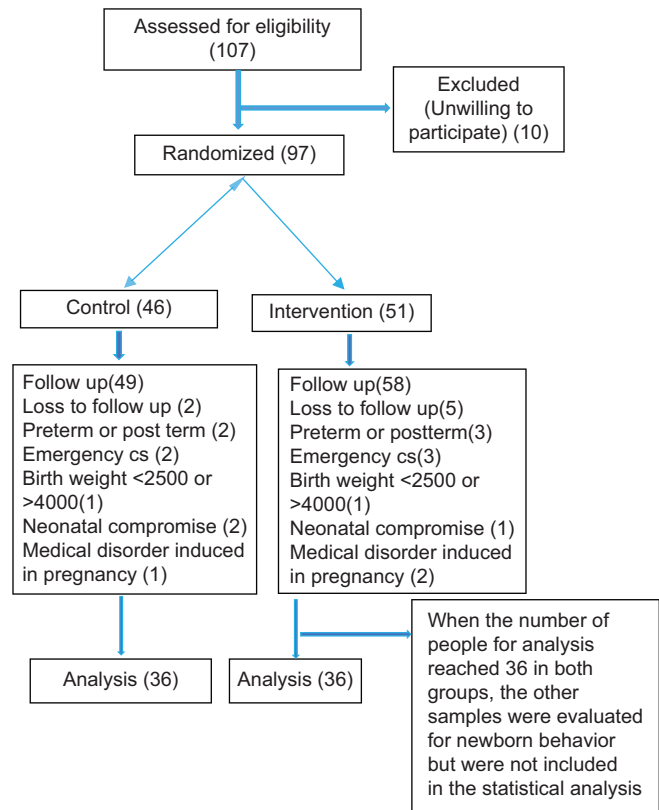 Assessed for eligibility
(107)
Excluded
(Unwilling to
participate) (10)
Randomized (97)
Control (46)
Intervention (51)
Follow up(49)
Loss to follow up (2)
Preterm or post term (2)
Emergency cs (2)
Birth weight <2500 or
>4000(1)
Neonatal compromise (2)
Medical disorder induced
in pregnancy (1)
Follow up(58)
Loss to follow up(5)
Preterm or postterm(3)
Emergency cs(3)
Birth weight <2500 or
>4000(1)
Neonatal compromise (1)
Medical disorder induced
in pregnancy (2)
Analysis (36)
Analysis (36)
When the number of
people for analysis
reached 36 in both
groups, the other
samples were evaluated
for newborn behavior
but were not included
in the statistical analysis